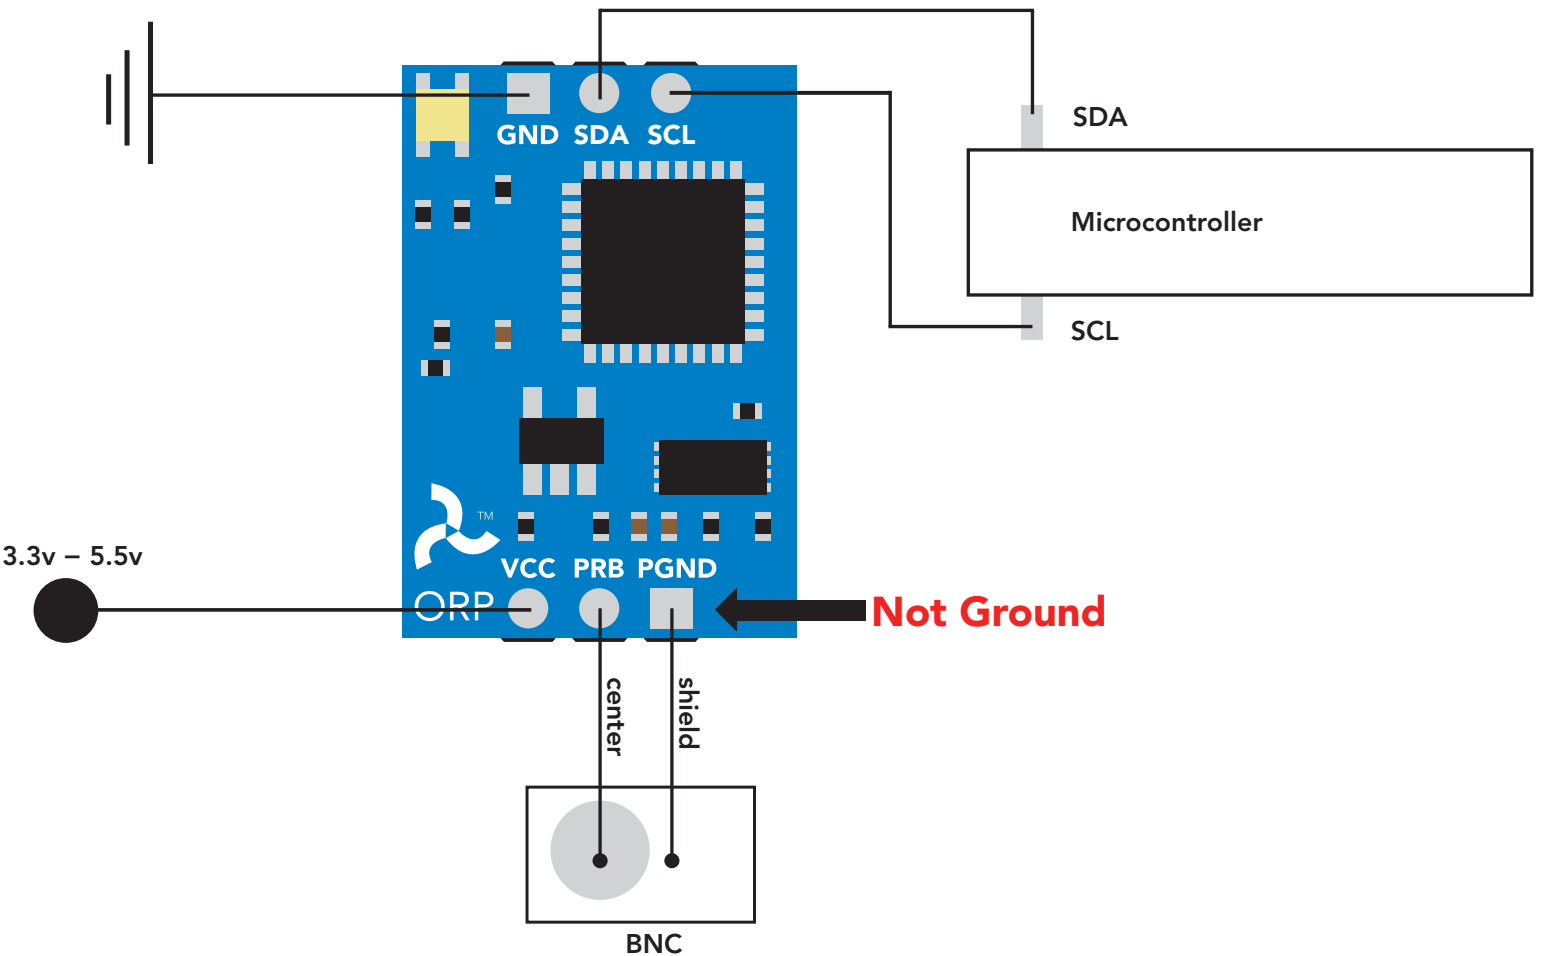 SDA
GND SDA SCL
Microcontroller
SCL
TM
3.3v – 5.5v
VCC PRB PGND
ORP
Not Ground
center
shield
BNC